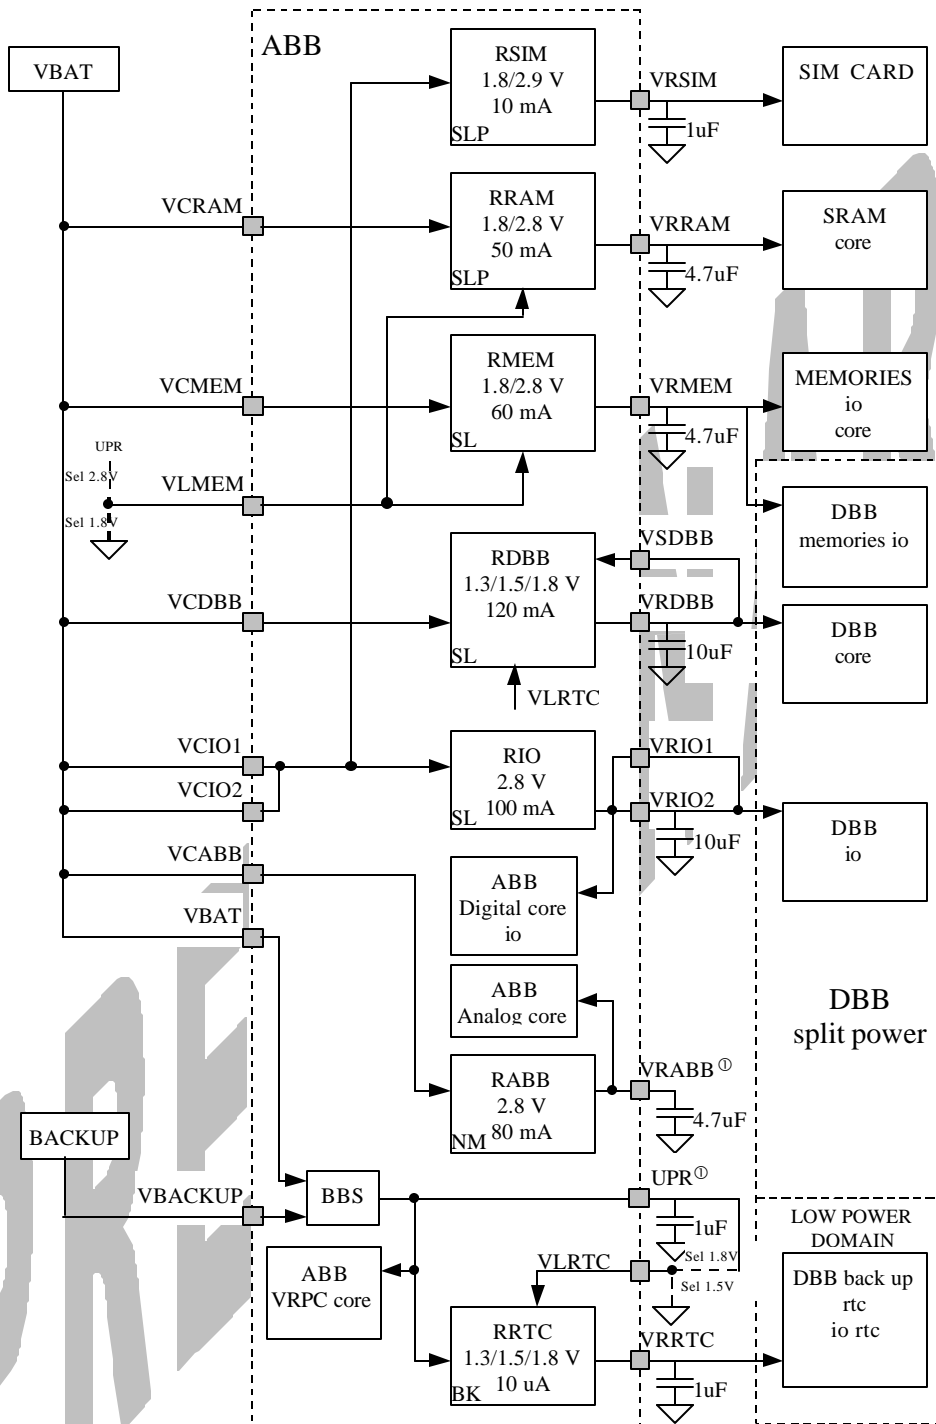 ABB
VBAT
RSIM
1.8/2.9 V
10 mA
SLP
VRSIM
1uF
SIM CARD
VCRAM
RRAM
1.8/2.8 V
50 mA
SLP
VRRAM
4.7uF
SRAM
core
VCMEM
RMEM
1.8/2.8 V
60 mA
SL
VRMEM
4.7uF
MEMORIES
io
core
UPR
Sel 2.8V
VLMEM
Sel 1.8V
DBB
memories io
VSDBB
VCDBB
RDBB
1.3/1.5/1.8 V
120 mA
SL
VLRTC
VRDBB
10uF
DBB
core
VCIO1
VCIO2
RIO
2.8 V
100 mA
SL
VRIO1
VRIO2
10uF
DBB
io
VCABB
VBAT
ABB
Digital core
io
ABB
Analog core
DBB
split power
RABB
2.8 V
80 mA
NM
VRABB ①
4.7uF
BACKUP
VBACKUP
BBS
UPR①
1uF
LOW POWER
DOMAIN
ABB
VRPC core
VLRTC
Sel 1.8V
Sel 1.5V
RRTC
1.3/1.5/1.8 V
10 uA
BK
VRRTC
1uF
DBB back up
rtc
io rtc